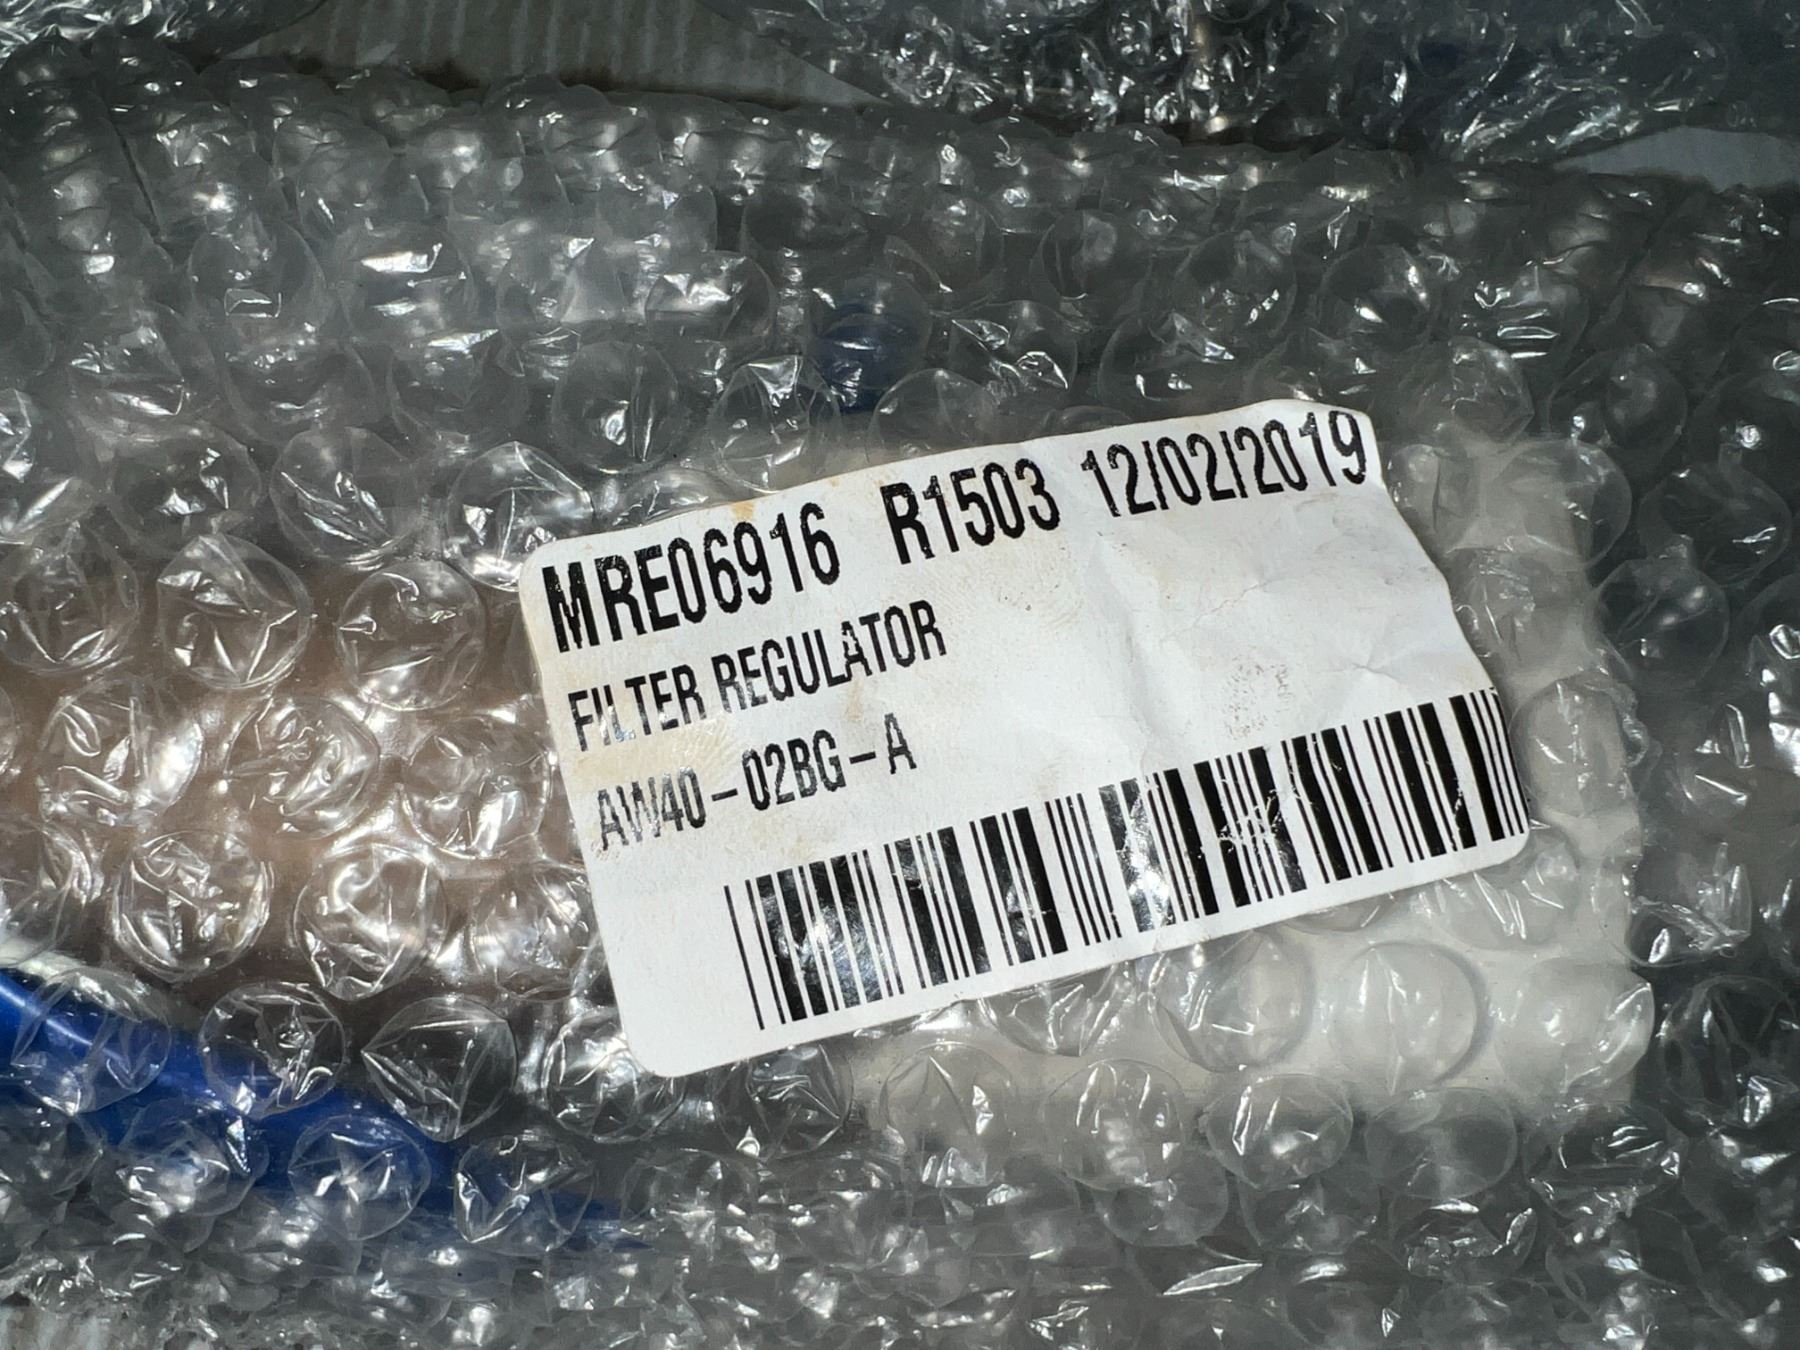 MRE06916 R1503 12/02/2019
FILTER REGULATOR
AW40-02BG-A